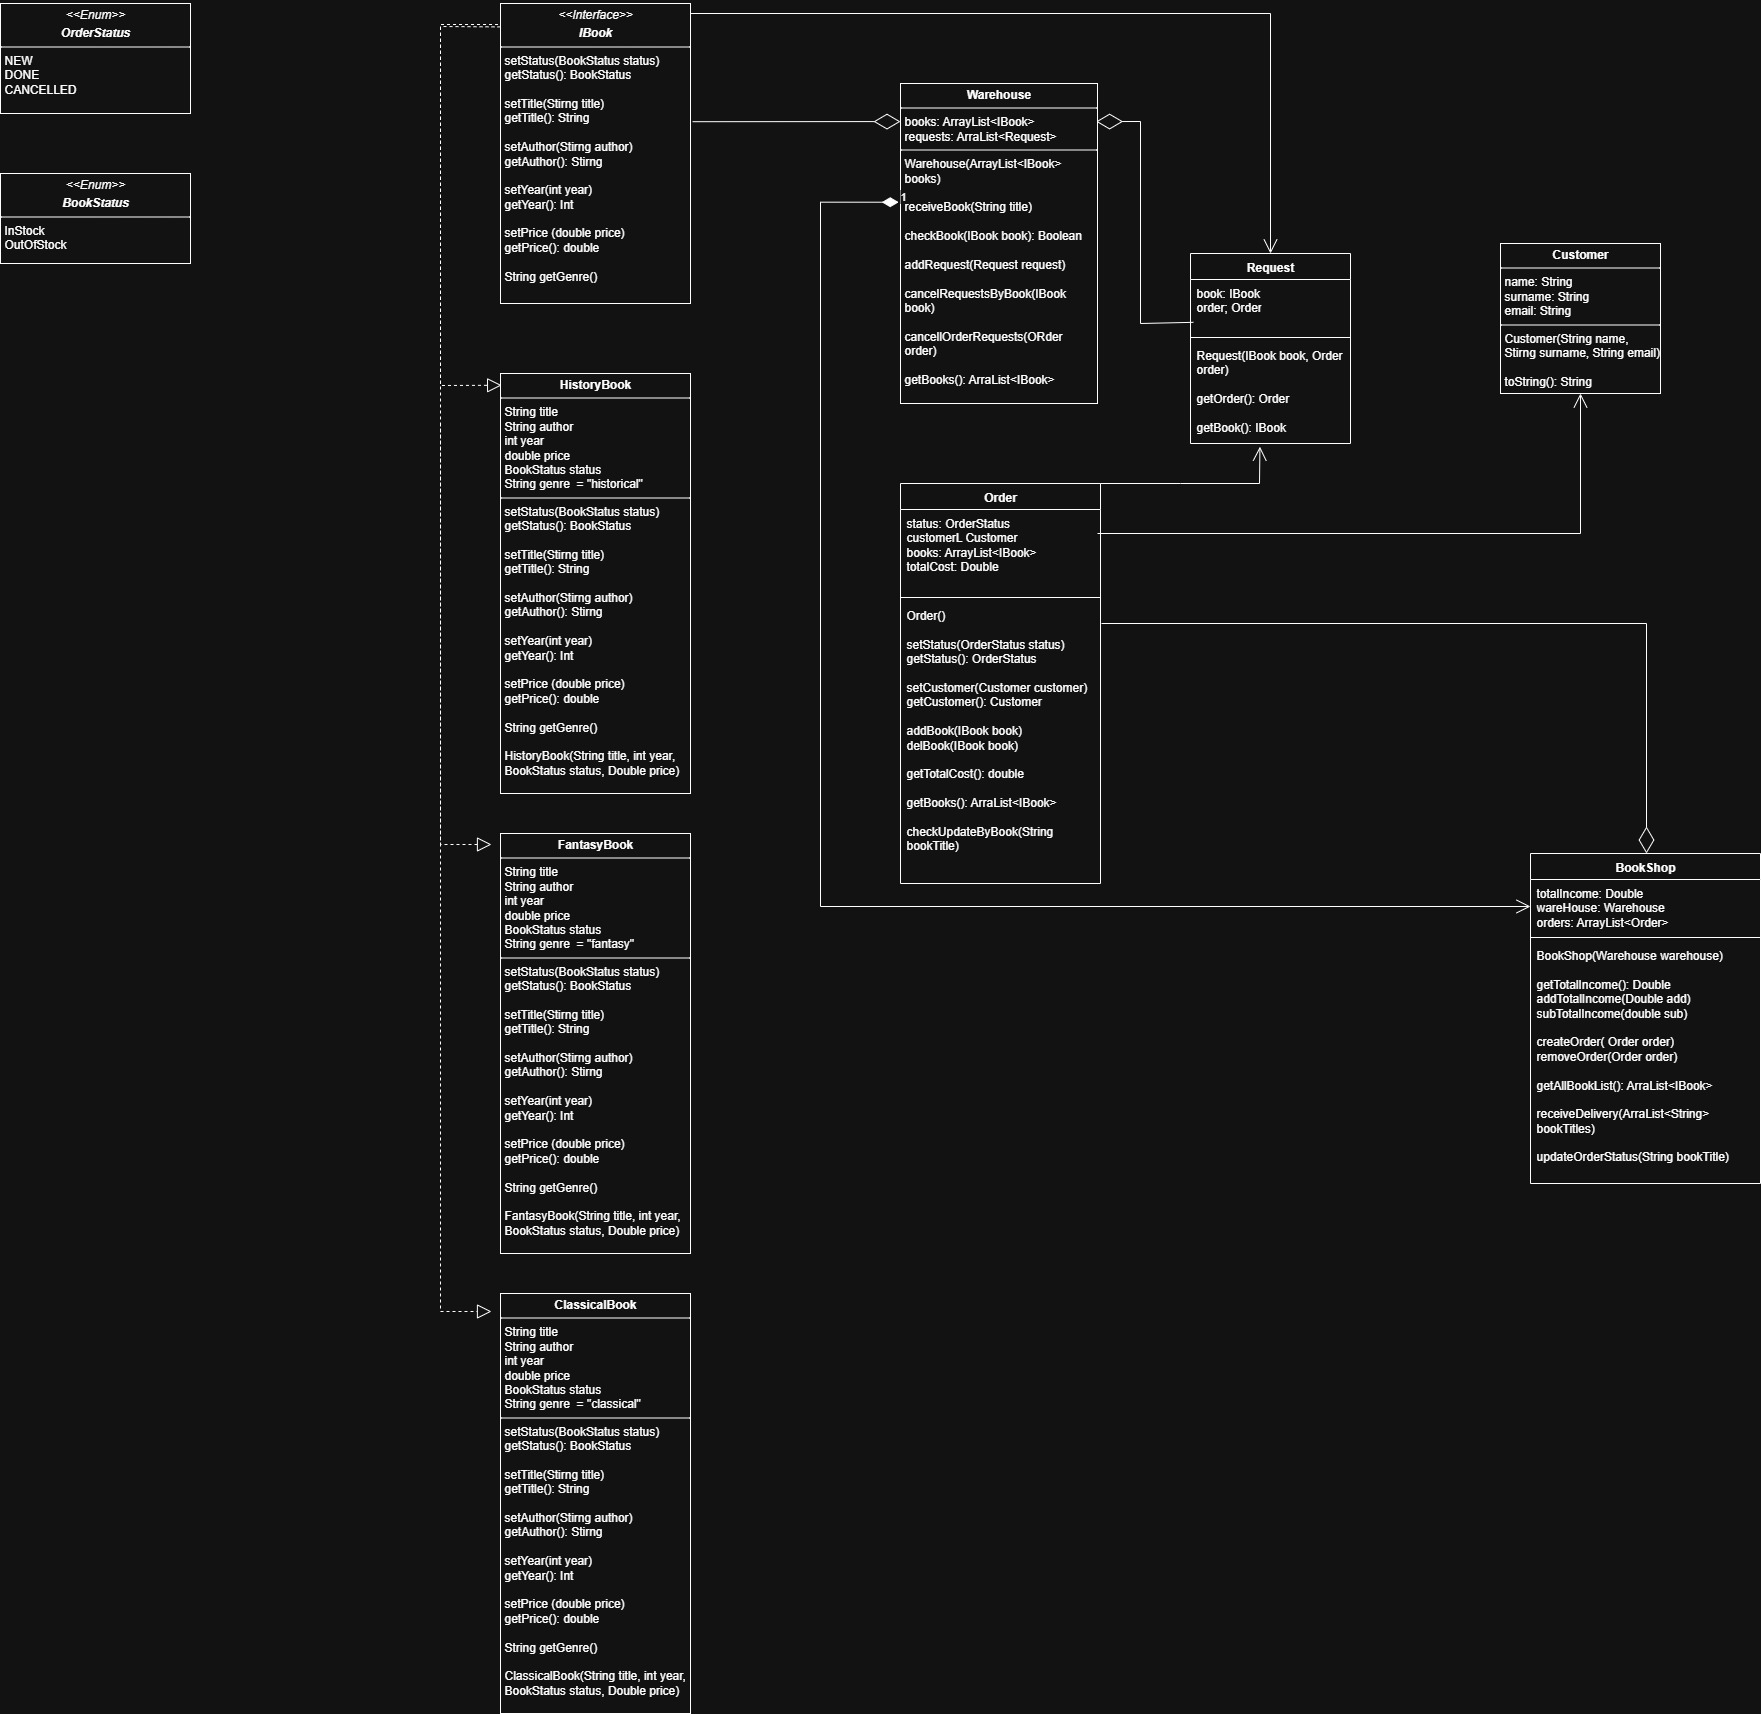 <<Enum>>
OrderStatus
NEW
DONE
CANCELLED
<<Enum>>
BookStatus
InStock
OutOfStock
<<Interface>>
IBook
setStatus(BookStatus status)
getStatus(): BookStatus
setTitle(Stirng title)
getTitle(): String
setAuthor(Stirng author)
getAuthor(): Stirng
setYear(int year)
getYear(): Int
setPrice (double price)
getPrice(): double
String getGenre()
HistoryBook
String title
String author
int year
double price
BookStatus status
String genre  = "historical"
setStatus(BookStatus status)
getStatus(): BookStatus
setTitle(Stirng title)
getTitle(): String
setAuthor(Stirng author)
getAuthor(): Stirng
setYear(int year)
getYear(): Int
setPrice (double price)
getPrice(): double
String getGenre()
HistoryBook(String title, int year,
BookStatus status, Double price)
FantasyBook
String title
String author
int year
double price
BookStatus status
String genre  = "fantasy"
setStatus(BookStatus status)
getStatus(): BookStatus
setTitle(Stirng title)
getTitle(): String
setAuthor(Stirng author)
getAuthor(): Stirng
setYear(int year)
getYear(): Int
setPrice (double price)
getPrice(): double
String getGenre()
FantasyBook(String title, int year,
BookStatus status, Double price)
ClassicalBook
String title
String author
int year
double price
BookStatus status
String genre  = "classical"
setStatus(BookStatus status)
getStatus(): BookStatus
setTitle(Stirng title)
getTitle(): String
setAuthor(Stirng author)
getAuthor(): Stirng
setYear(int year)
getYear(): Int
setPrice (double price)
getPrice(): double
String getGenre()
ClassicalBook(String title, int year,
BookStatus status, Double price)
Warehouse
books: ArrayList<IBook>
requests: ArraList<Request>
Warehouse(ArrayList<IBook>
books)
1
receiveBook(String title)
checkBook(IBook book): Boolean
addRequest(Request request)
cancelRequestsByBook(IBook
book)
cancellOrderRequests(ORder
order)
getBooks(): ArraList<IBook>
Request
book: IBook
order; Order
Request(IBook book, Order
order)
getOrder(): Order
getBook(): IBook
Customer
name: String
surname: String
email: String
Customer(String name,
Stirng surname, String email)
toString(): String
Order
status: OrderStatus
customerL Customer
books: ArrayList<IBook>
totalCost: Double
Order()
setStatus(OrderStatus status)
getStatus(): OrderStatus
setCustomer(Customer customer)
getCustomer(): Customer
addBook(IBook book)
delBook(IBook book)
getTotalCost(): double
getBooks(): ArraList<IBook>
checkUpdateByBook(String
bookTitle)
BookShop
totalIncome: Double
wareHouse: Warehouse
orders: ArrayList<Order>
BookShop(Warehouse warehouse)
getTotalIncome(): Double
addTotalIncome(Double add)
subTotalIncome(double sub)
createOrder( Order order)
removeOrder(Order order)
getAllBookList(): ArraList<IBook>
receiveDelivery(ArraList<String>
bookTitles)
updateOrderStatus(String bookTitle)